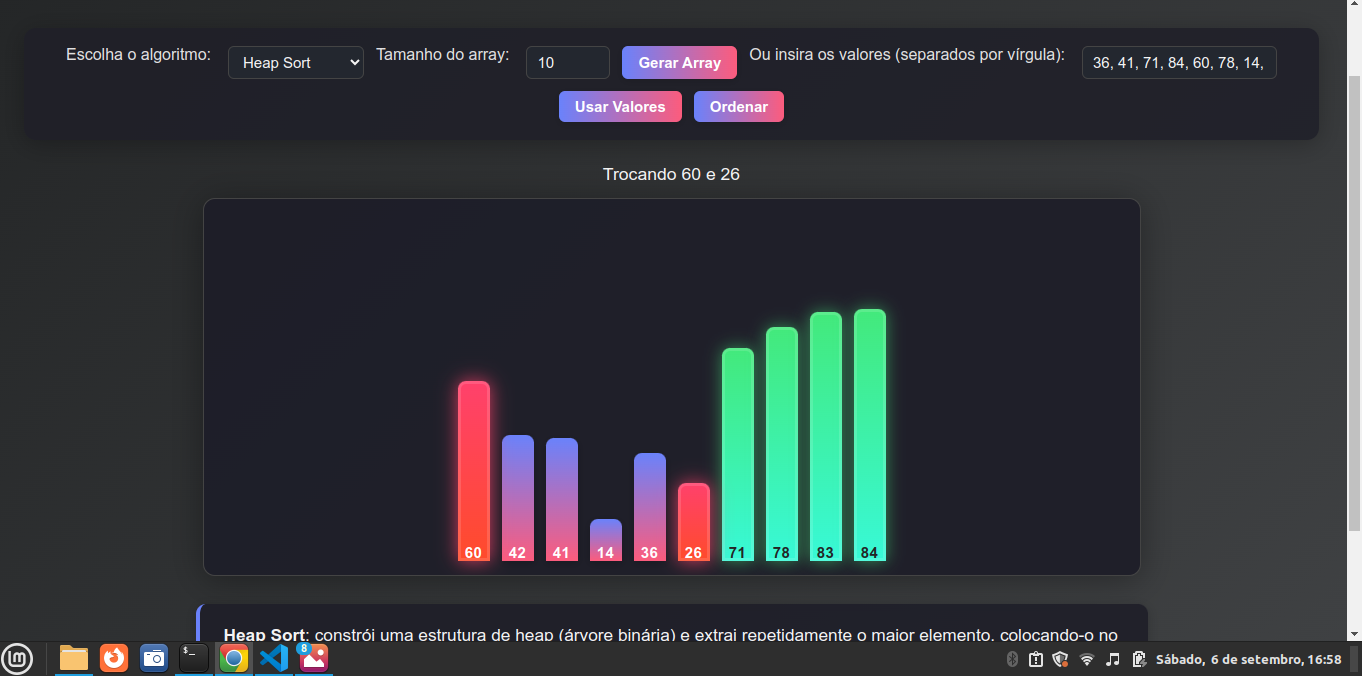 Escolha o algoritmo: Heap Sort Tamanho do array: 10 Gerar Array Ou insira os valores (separados por vírgula): 36, 41, 71, 84, 60, 78, 14,
Usar Valores Ordenar
Trocando 60 e 26
60 42 41 14 36 26 71 78 83 84
Heap Sort: constrói uma estrutura de heap (árvore binária) e extrai repetidamente o maior elemento, colocando-o no
8
Sábado, 6 de setembro, 16:58